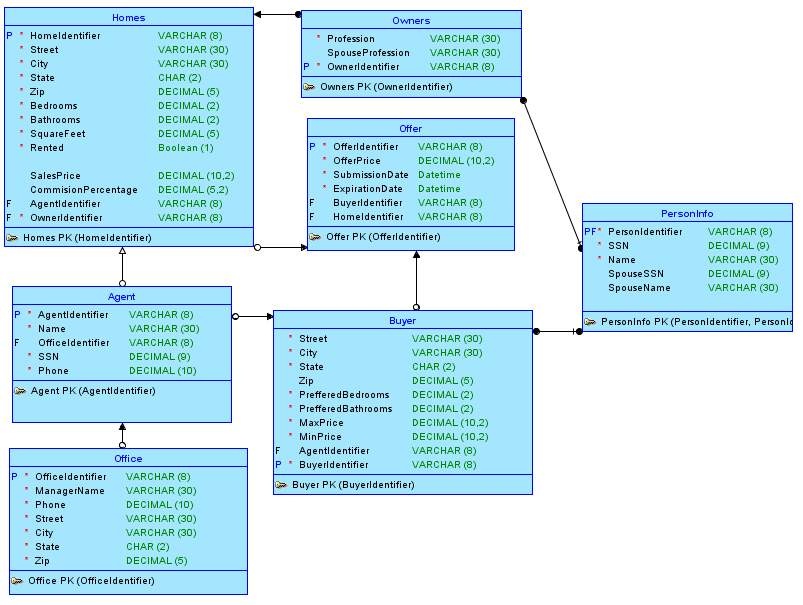 Homes
P * HomeIdentifier VARCHAR (8)
* Street VARCHAR (30)
* City VARCHAR (30)
* State CHAR (2)
* Zip DECIMAL (5)
* Bedrooms DECIMAL (2)
* Bathrooms DECIMAL (2)
* SquareFeet DECIMAL (5)
* Rented Boolean (1)
SalesPrice DECIMAL (10,2)
CommisionPercentage DECIMAL (5,2)
F AgentIdentifier VARCHAR (8)
F * OwnerIdentifier VARCHAR (8)
Homes PK (HomeIdentifier)
Owners
* Profession VARCHAR (30)
SpouseProfession VARCHAR (30)
P * OwnerIdentifier VARCHAR (8)
Owners PK (OwnerIdentifier)
Offer
P * OfferIdentifier VARCHAR (8)
* OfferPrice DECIMAL (10,2)
* SubmissionDate Datetime
* ExpirationDate Datetime
F BuyerIdentifier VARCHAR (8)
F HomeIdentifier VARCHAR (8)
Offer PK (OfferIdentifier)
PersonInfo
PF* PersonIdentifier VARCHAR (8)
* SSN DECIMAL (9)
* Name VARCHAR (30)
SpouseSSN DECIMAL (9)
SpouseName VARCHAR (30)
PersonInfo PK (PersonIdentifier, PersonId
Agent
P * AgentIdentifier VARCHAR (8)
* Name VARCHAR (30)
F OfficeIdentifier VARCHAR (8)
* SSN DECIMAL (9)
* Phone DECIMAL (10)
Agent PK (AgentIdentifier)
Buyer
* Street VARCHAR (30)
* City VARCHAR (30)
* State CHAR (2)
Zip DECIMAL (5)
* PrefferedBedrooms DECIMAL (2)
* PrefferedBathrooms DECIMAL (2)
* MaxPrice DECIMAL (10,2)
* MinPrice DECIMAL (10,2)
F AgentIdentifier VARCHAR (8)
P * BuyerIdentifier VARCHAR (8)
Buyer PK (BuyerIdentifier)
Office
P * OfficeIdentifier VARCHAR (8)
* ManagerName VARCHAR (30)
* Phone DECIMAL (10)
* Street VARCHAR (30)
* City VARCHAR (30)
* State CHAR (2)
* Zip DECIMAL (5)
Office PK (OfficeIdentifier)